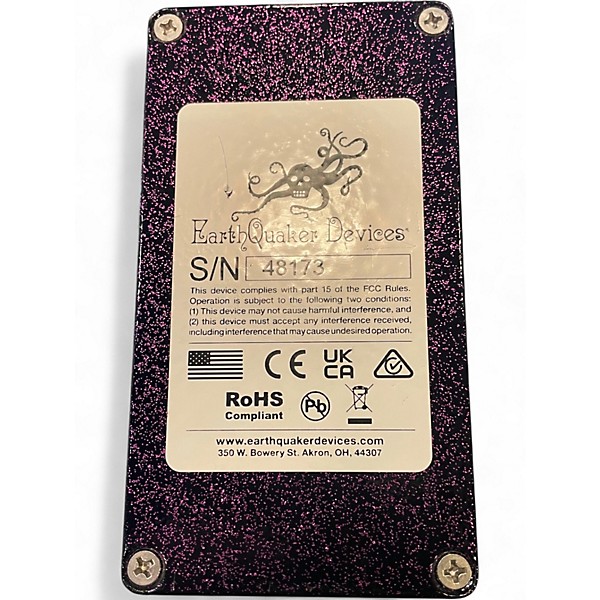 EarthQuaker Devices®
S/N 48173
This device complies with part 15 of the FCC Rules.
Operation is subject to the following two conditions:
(1) This device may not cause harmful interference, and
(2) this device must accept any interference received,
including interference that may cause undesired operation.
CE UK CA
RoHS
Compliant
Pb
www.earthquakerdevices.com
350 W. Bowery St. Akron, OH, 44307